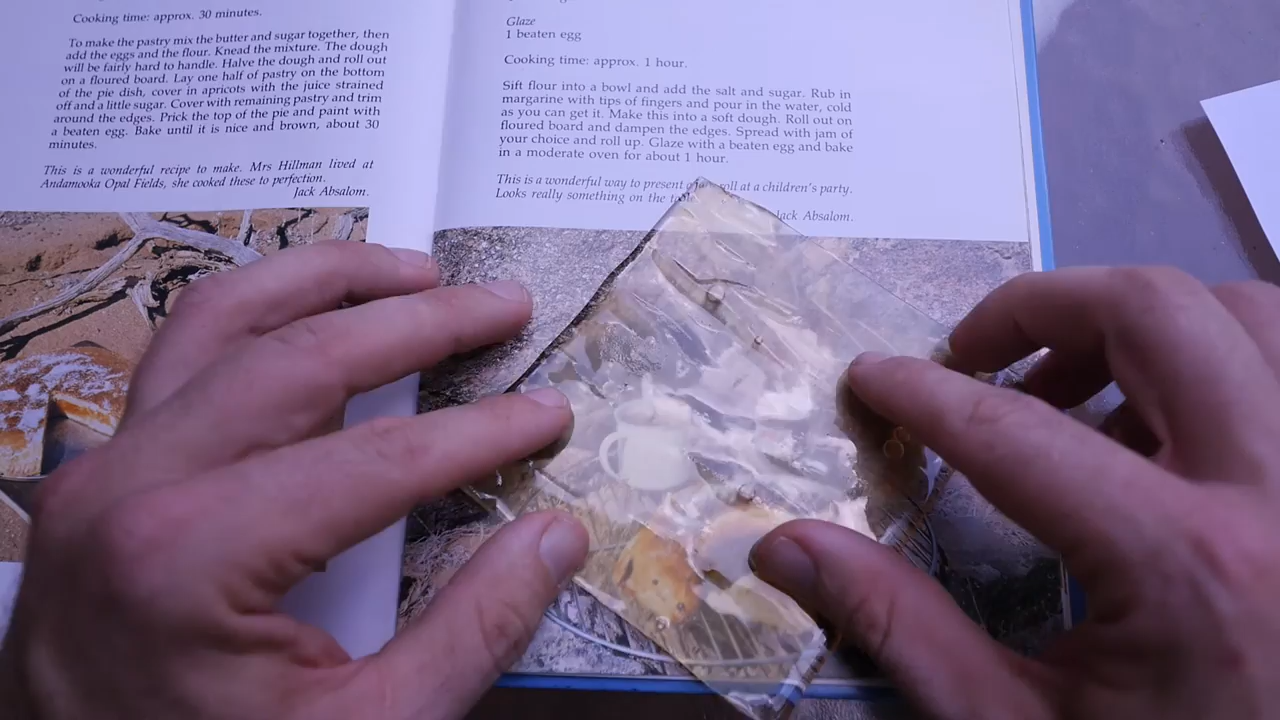 Cooking time: approx. 30 minutes.
To make the pastry mix the butter and sugar together, then
add the eggs and the flour. Knead the mixture. The dough
will be fairly hard to handle. Halve the dough and roll out
on a floured board. Lay one half of pastry on the bottom
of the pie dish, cover in apricots with the juice strained
off and a little sugar. Cover with remaining pastry and trim
around the edges. Prick the top of the pie and paint with
a beaten egg. Bake until it is nice and brown, about 30
minutes.
This is a wonderful recipe to make. Mrs Hillman lived at
Andamooka Opal Fields, she cooked these to perfection.
Jack Absalom.
Glaze
1 beaten egg
Cooking time: approx. 1 hour.
Sift flour into a bowl and add the salt and sugar. Rub in
margarine with tips of fingers and pour in the water, cold
as you can get it. Make this into a soft dough. Roll out on
floured board and dampen the edges. Spread with jam of
your choice and roll up. Glaze with a beaten egg and bake
in a moderate oven for about 1 hour.
This is a wonderful way to present roll at a children's party.
Looks really something on the
Jack Absalom.